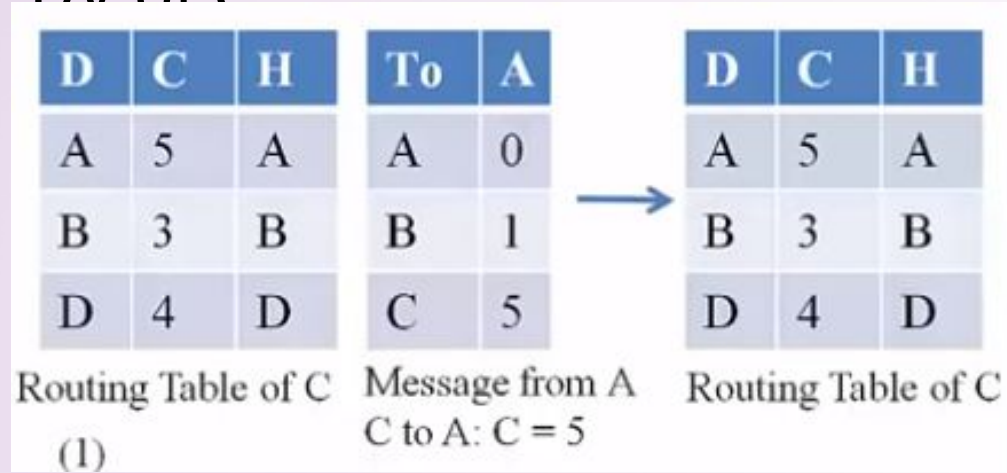 D C H
A 5 A
B 3 B
D 4 D
Routing Table of C
(1)
To A
A 0
B 1
C 5
Message from A
C to A: C = 5
D C H
A 5 A
B 3 B
D 4 D
Routing Table of C